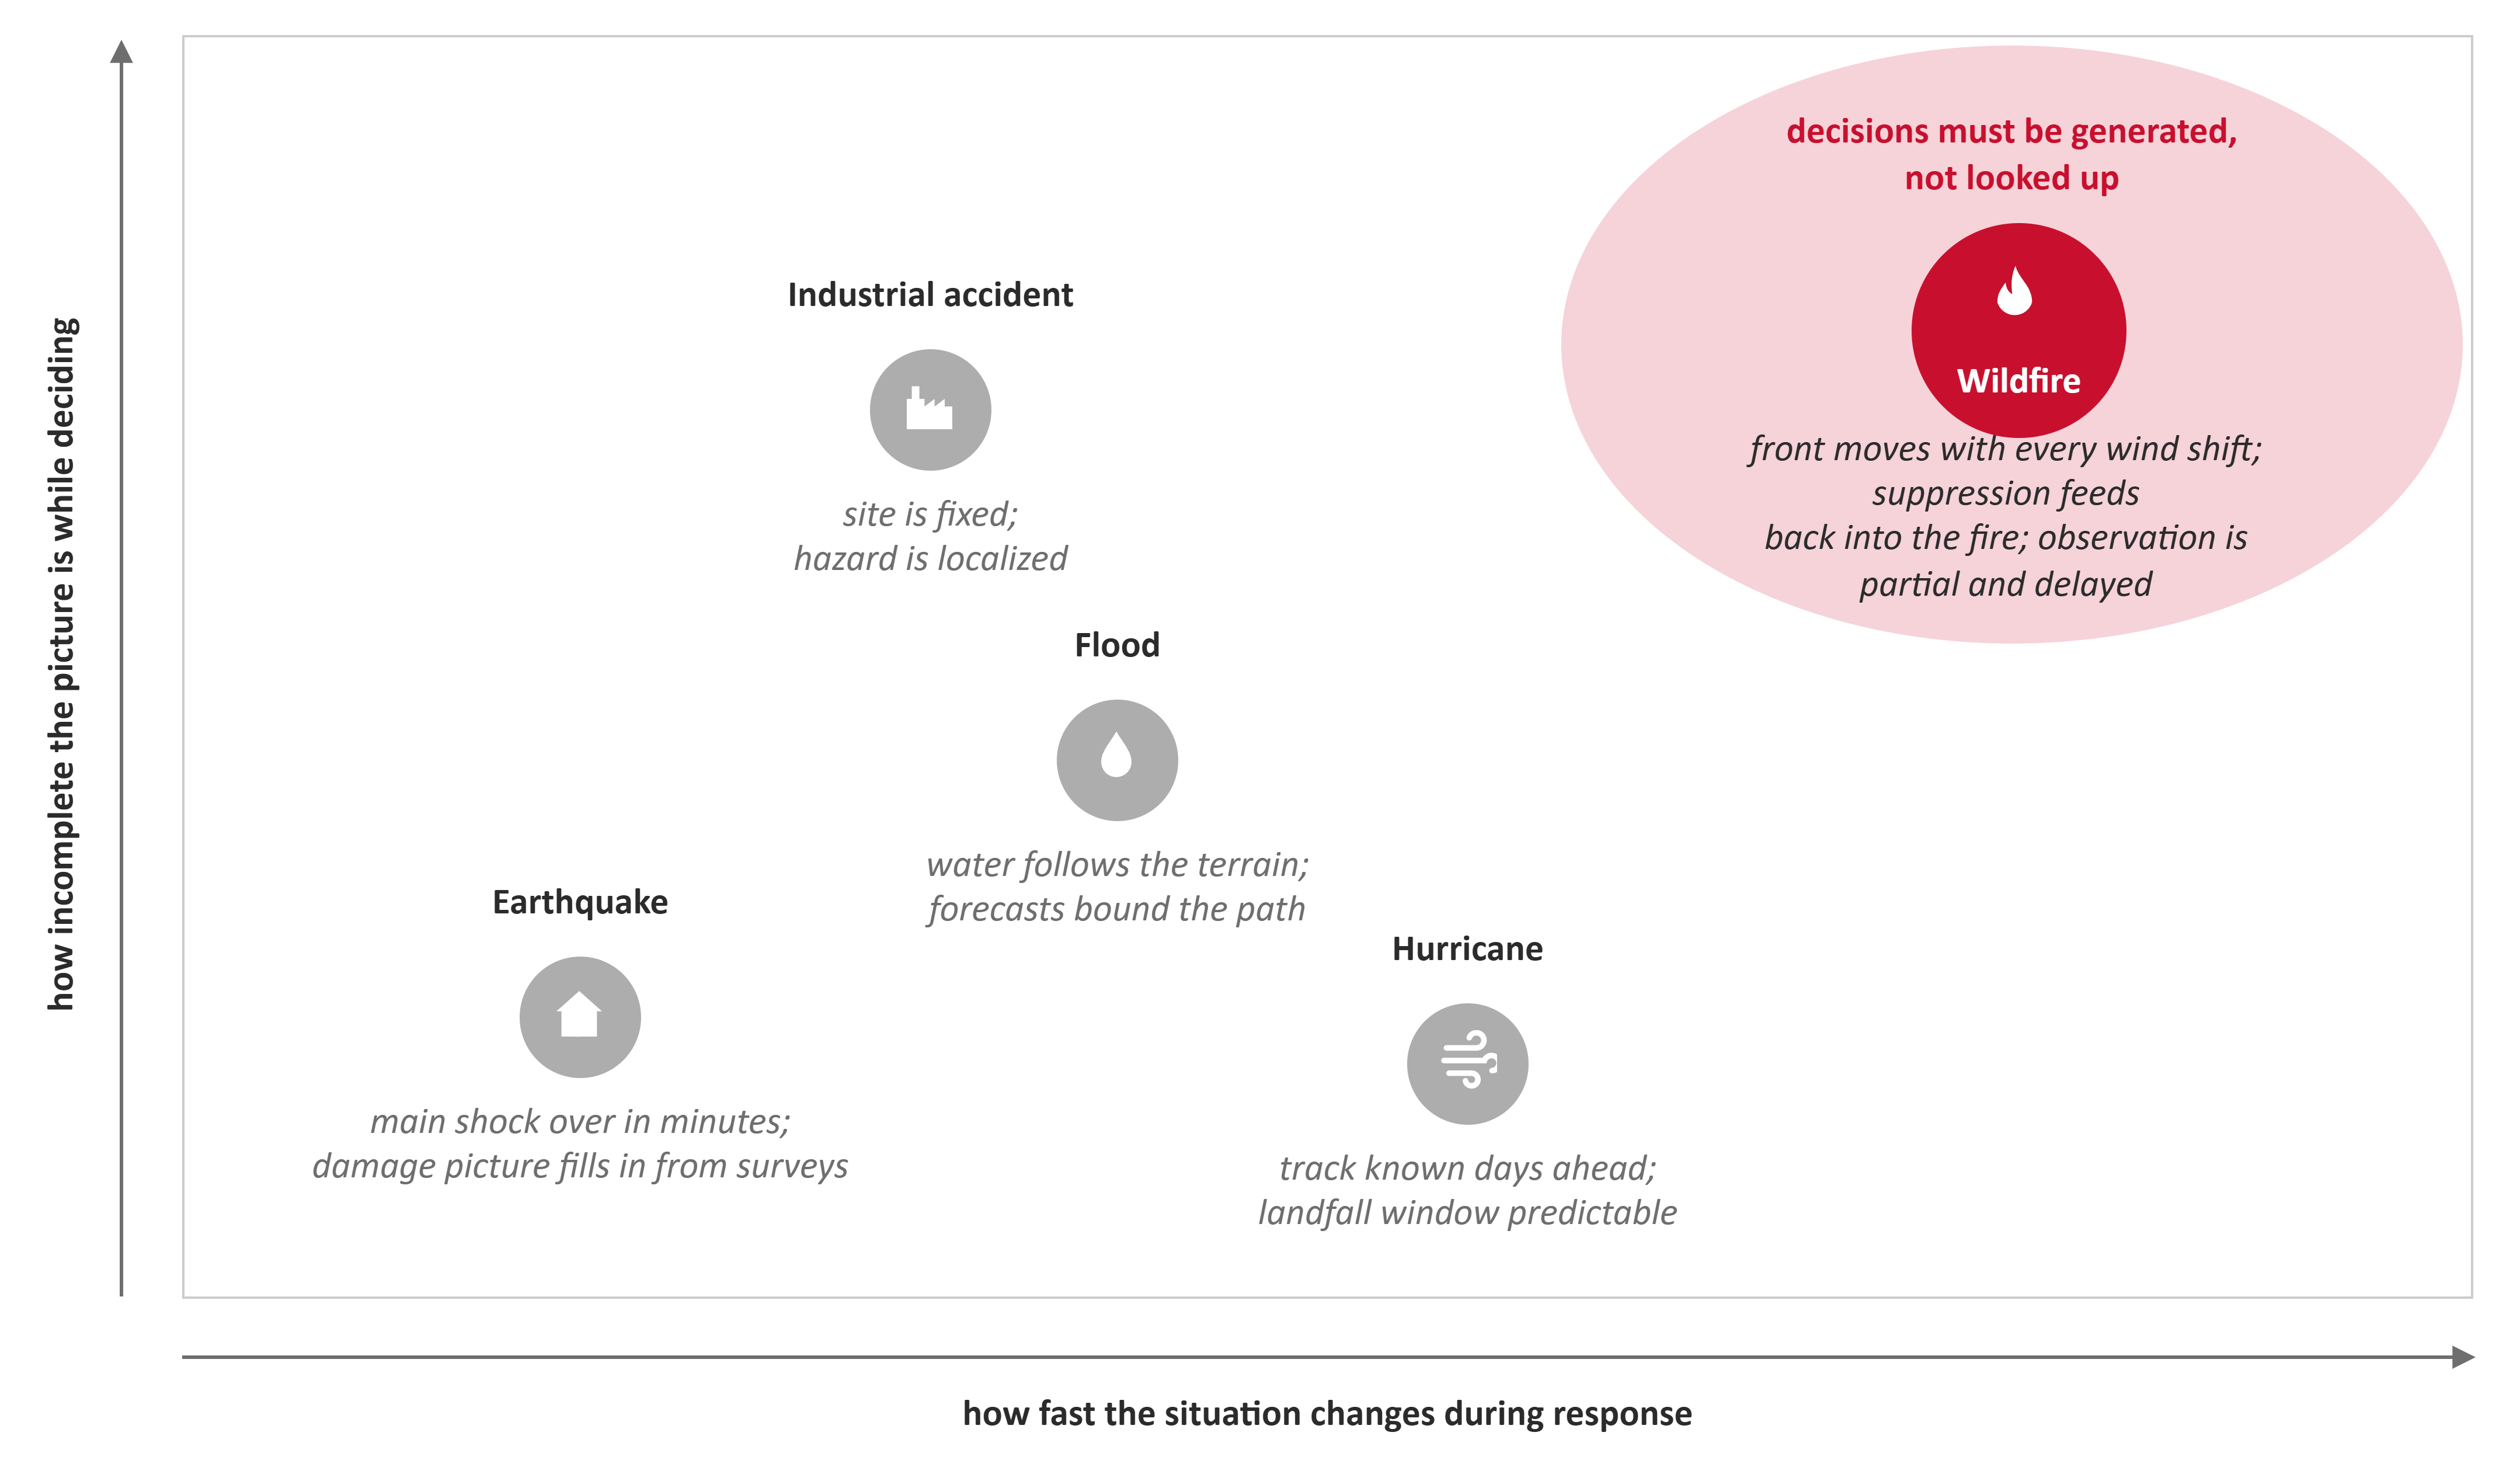 how incomplete the picture is while deciding
decisions must be generated,
not looked up
Wildfire
front moves with every wind shift;
suppression feeds
back into the fire; observation is
partial and delayed
Industrial accident
site is fixed;
hazard is localized
Flood
water follows the terrain;
forecasts bound the path
Earthquake
main shock over in minutes;
damage picture fills in from surveys
Hurricane
track known days ahead;
landfall window predictable
how fast the situation changes during response